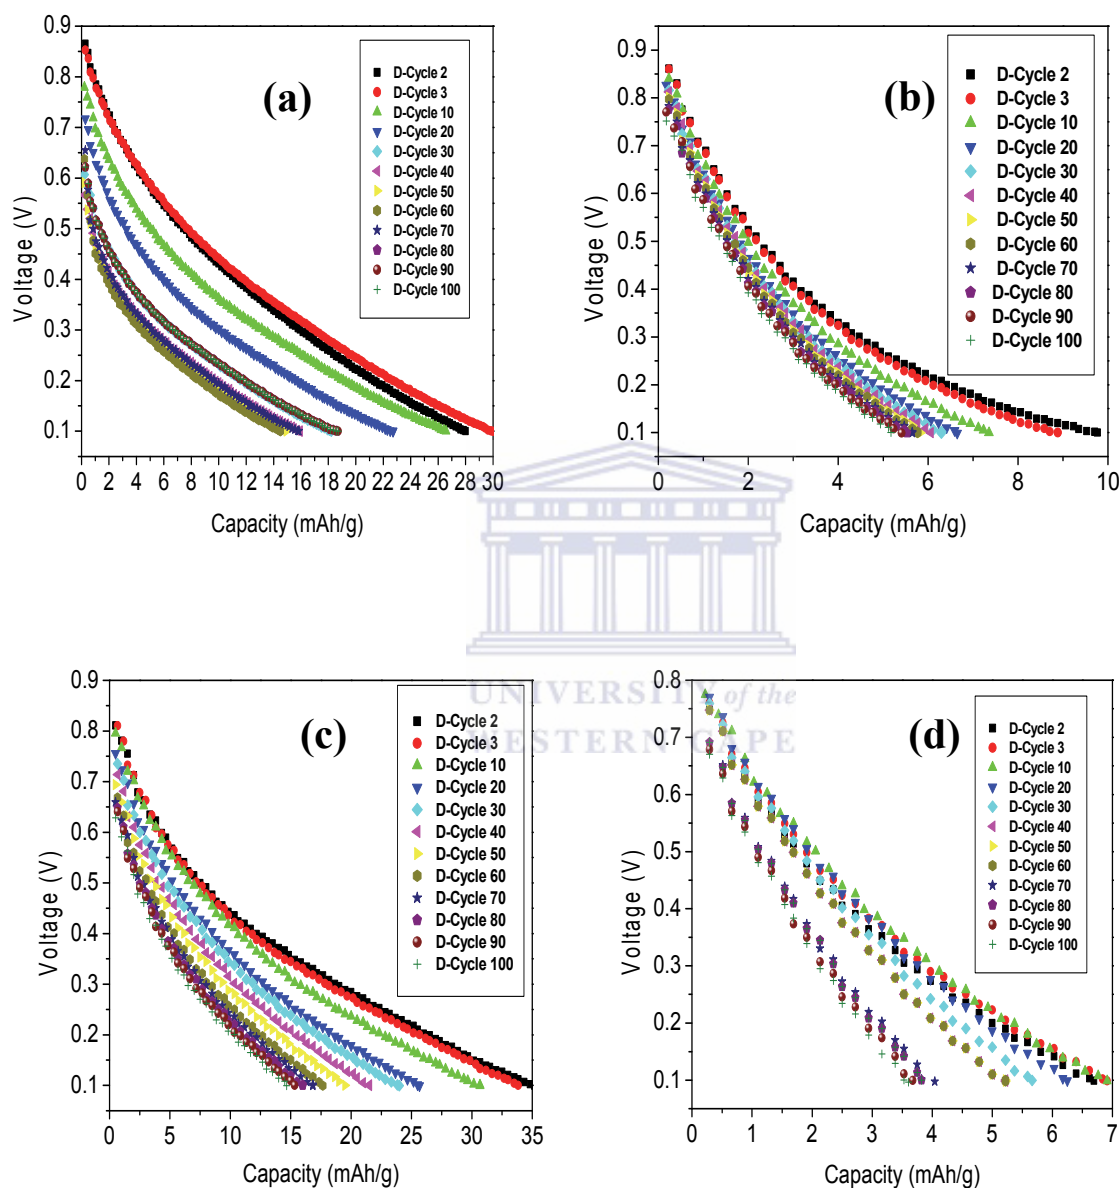 (a)
Voltage (V)
0.9
0.8
0.7
0.6
0.5
0.4
0.3
0.2
0.1
D-Cycle 2
D-Cycle 3
D-Cycle 10
D-Cycle 20
D-Cycle 30
D-Cycle 40
D-Cycle 50
D-Cycle 60
D-Cycle 70
D-Cycle 80
D-Cycle 90
D-Cycle 100
0 2 4 6 8 10 12 14 16 18 20 22 24 26 28 30
Capacity (mAh/g)
(b)
Voltage (V)
0.9
0.8
0.7
0.6
0.5
0.4
0.3
0.2
0.1
D-Cycle 2
D-Cycle 3
D-Cycle 10
D-Cycle 20
D-Cycle 30
D-Cycle 40
D-Cycle 50
D-Cycle 60
D-Cycle 70
D-Cycle 80
D-Cycle 90
D-Cycle 100
0 2 4 6 8 10
Capacity (mAh/g)
UNIVERSITY of the
WESTERN CAPE
(c)
Voltage (V)
0.9
0.8
0.7
0.6
0.5
0.4
0.3
0.2
0.1
D-Cycle 2
D-Cycle 3
D-Cycle 10
D-Cycle 20
D-Cycle 30
D-Cycle 40
D-Cycle 50
D-Cycle 60
D-Cycle 70
D-Cycle 80
D-Cycle 90
D-Cycle 100
0 5 10 15 20 25 30 35
Capacity (mAh/g)
(d)
Voltage (V)
0.8
0.7
0.6
0.5
0.4
0.3
0.2
0.1
D-Cycle 2
D-Cycle 3
D-Cycle 10
D-Cycle 20
D-Cycle 30
D-Cycle 40
D-Cycle 50
D-Cycle 60
D-Cycle 70
D-Cycle 80
D-Cycle 90
D-Cycle 100
0 1 2 3 4 5 6 7
Capacity (mAh/g)